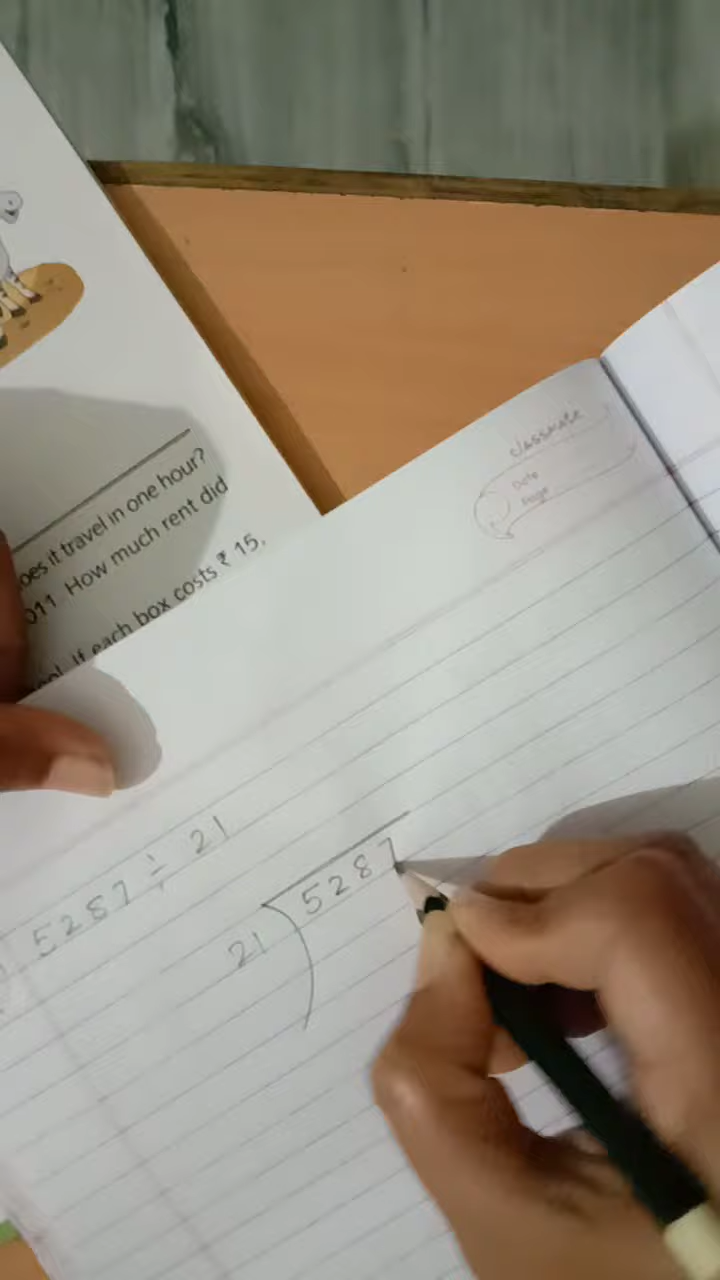 oes it travel in one hour?
011. How much rent did
If each box costs ₹ 15,
classmate
Date
Page
5287 ÷ 21
5287
21